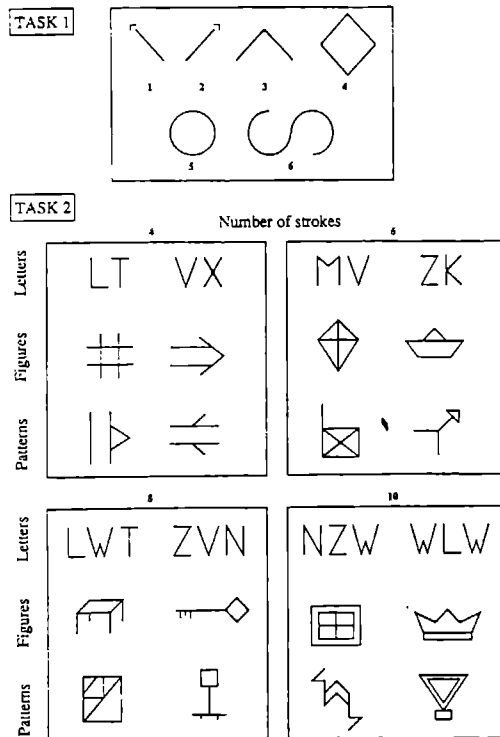 TASK 1
1 2 3 4
5 6
TASK 2
Number of strokes
4 6
Letters LT VX MV ZK
Figures
Patterns
8 10
Letters LWT ZVN NZW WLW
Figures
Patterns